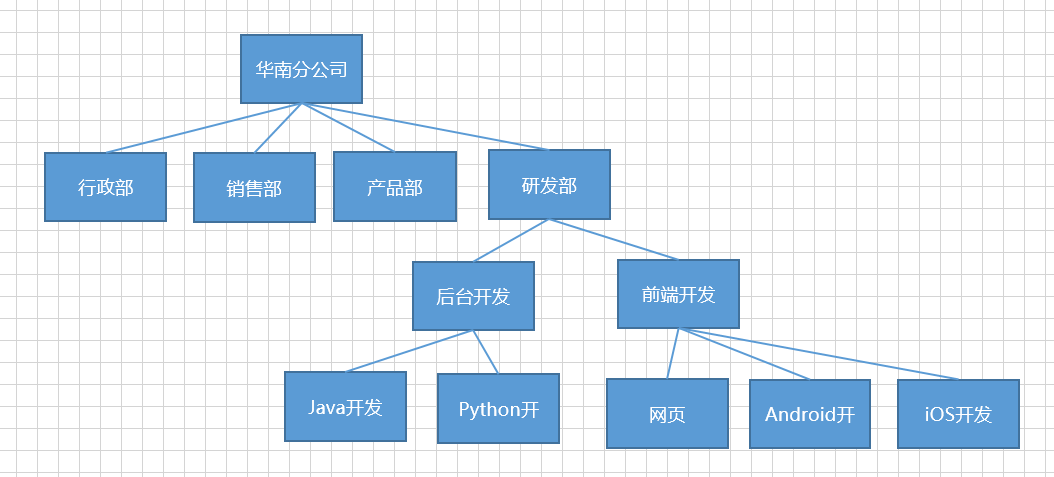 华南分公司
行政部
销售部
产品部
研发部
后台开发
前端开发
Java开发
Python开
网页
Android开
iOS开发